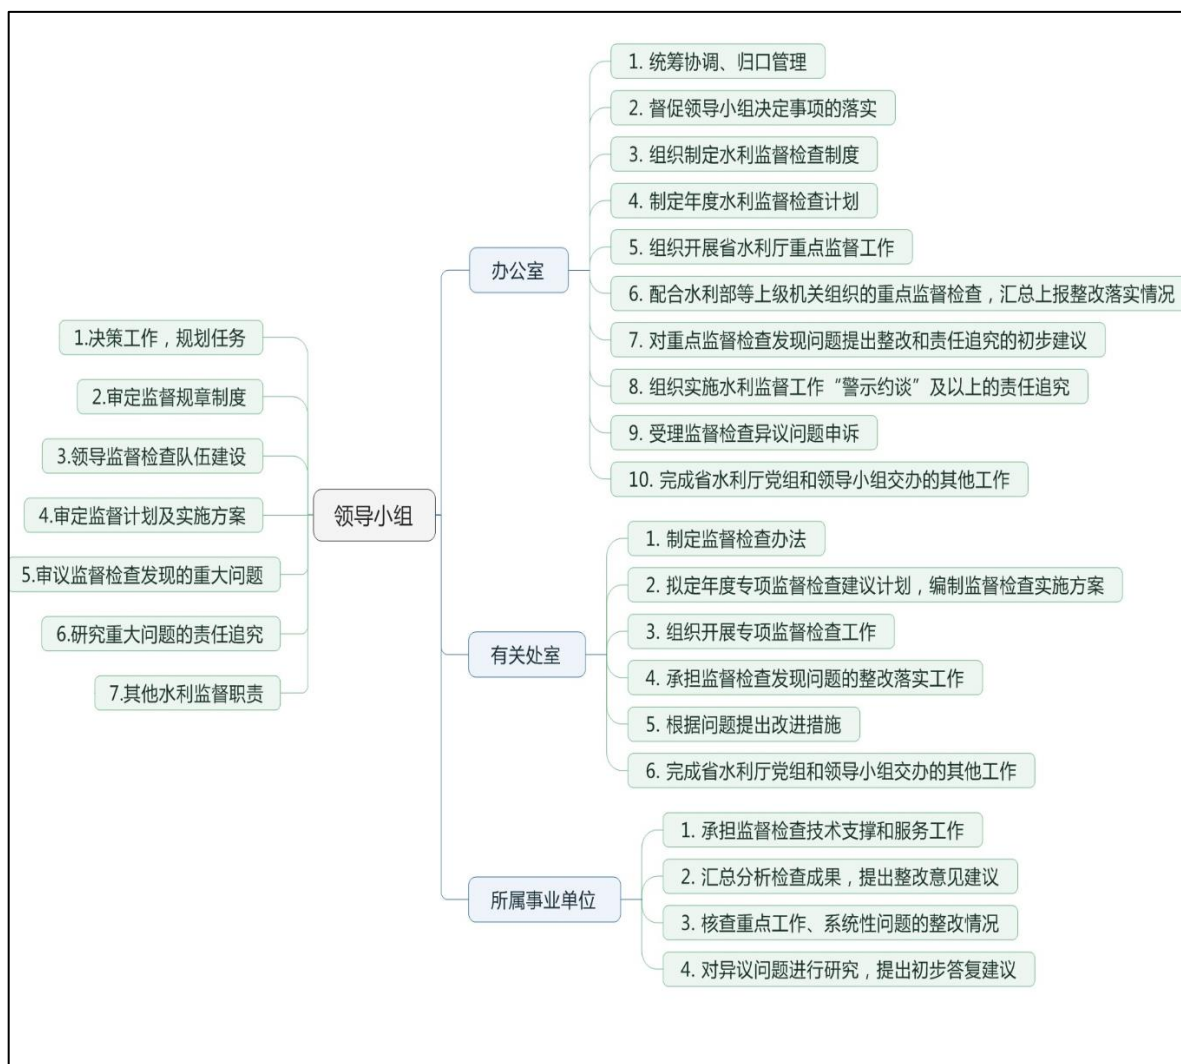 领导小组
1.决策工作，规划任务
2.审定监督规章制度
3.领导监督检查队伍建设
4.审定监督计划及实施方案
5.审议监督检查发现的重大问题
6.研究重大问题的责任追究
7.其他水利监督职责
办公室
1. 统筹协调、归口管理
2. 督促领导小组决定事项的落实
3. 组织制定水利监督检查制度
4. 制定年度水利监督检查计划
5. 组织开展省水利厅重点监督工作
6. 配合水利部等上级机关组织的重点监督检查，汇总上报整改落实情况
7. 对重点监督检查发现问题提出整改和责任追究的初步建议
8. 组织实施水利监督工作“警示约谈”及以上的责任追究
9. 受理监督检查异议问题申诉
10. 完成省水利厅党组和领导小组交办的其他工作
有关处室
1. 制定监督检查办法
2. 拟定年度专项监督检查建议计划，编制监督检查实施方案
3. 组织开展专项监督检查工作
4. 承担监督检查发现问题的整改落实工作
5. 根据问题提出改进措施
6. 完成省水利厅党组和领导小组交办的其他工作
所属事业单位
1. 承担监督检查技术支撑和服务工作
2. 汇总分析检查成果，提出整改意见建议
3. 核查重点工作、系统性问题的整改情况
4. 对异议问题进行研究，提出初步答复建议